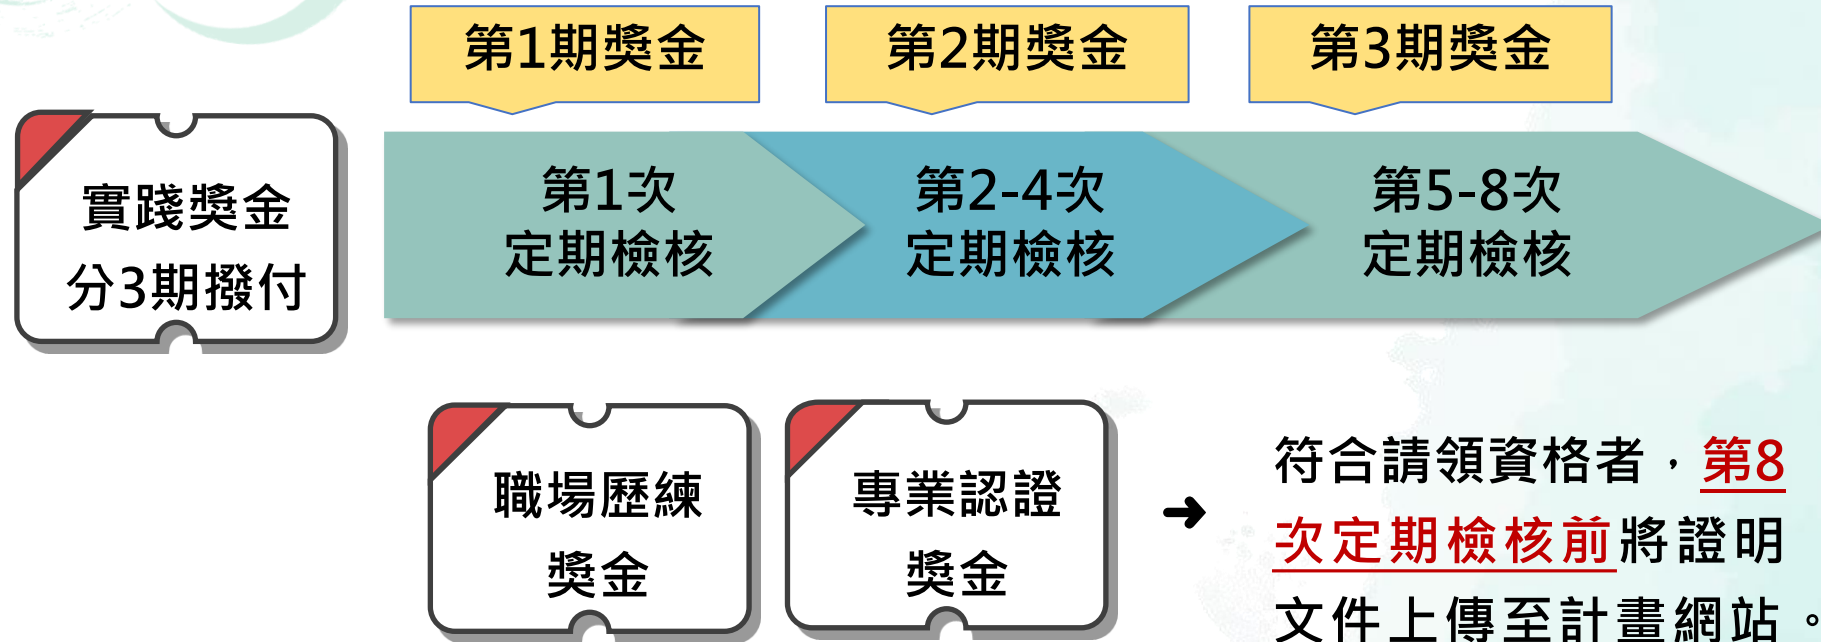 第1期獎金
第2期獎金
第3期獎金
實踐獎金
分3期撥付
第1次
定期檢核
第2-4次
定期檢核
第5-8次
定期檢核
職場歷練
獎金
專業認證
獎金
➜
符合請領資格者，第8
次定期檢核前將證明
文件上傳至計畫網站。